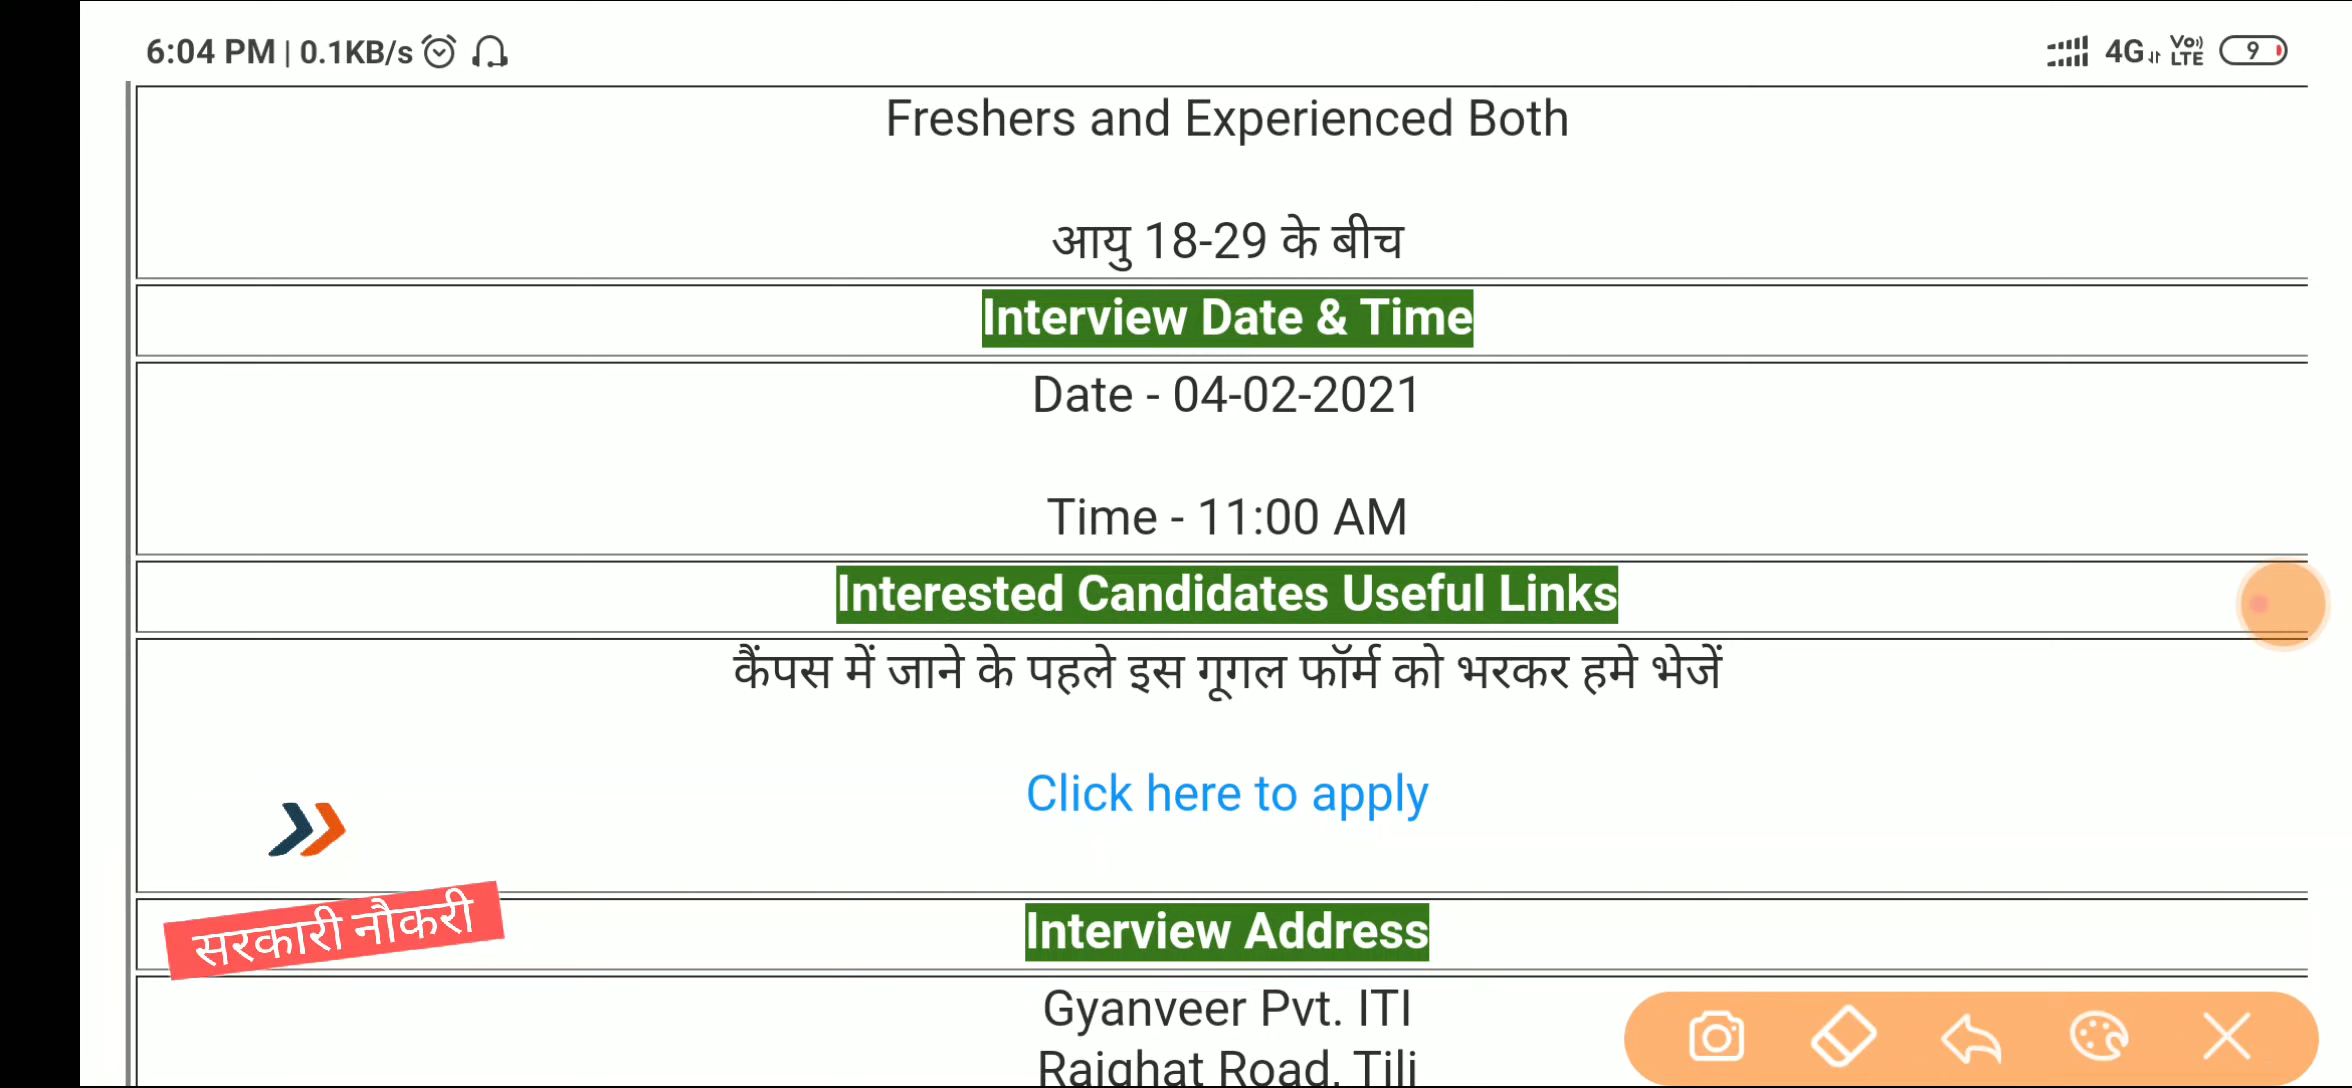 6:04 PM | 0.1KB/s
4G Vo) LTE 9
Freshers and Experienced Both
आयु 18-29 के बीच
Interview Date & Time
Date - 04-02-2021
Time - 11:00 AM
Interested Candidates Useful Links
कैंपस में जाने के पहले इस गूगल फॉर्म को भरकर हमे भेजें
Click here to apply
सरकारी नौकरी
Interview Address
Gyanveer Pvt. ITI
Rajghat Road, Tili